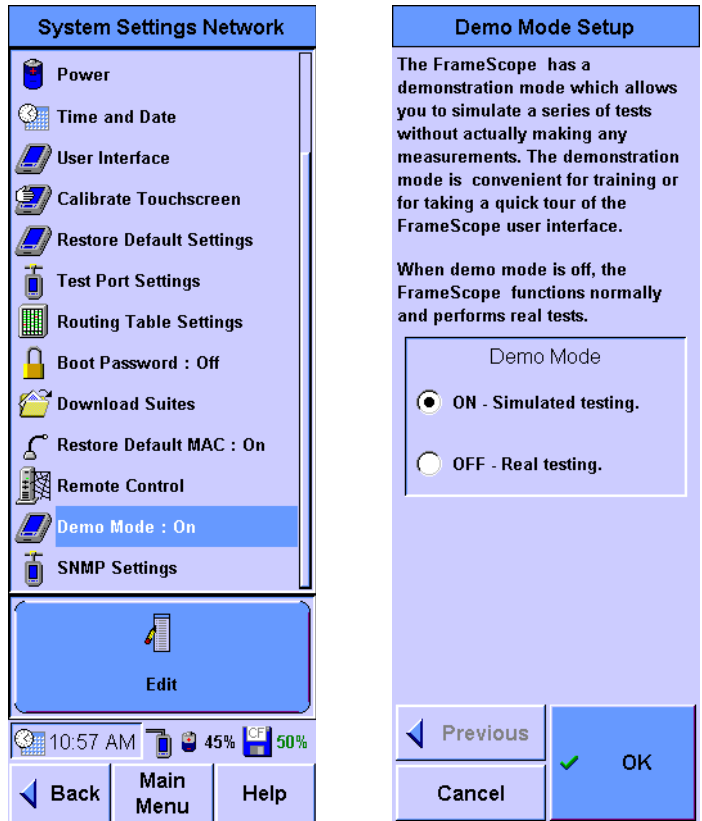 System Settings Network
Power
Time and Date
User Interface
Calibrate Touchscreen
Restore Default Settings
Test Port Settings
Routing Table Settings
Boot Password : Off
Download Suites
Restore Default MAC : On
Remote Control
Demo Mode : On
SNMP Settings
Edit
10:57 AM 45% CF 50%
Back
Main
Menu
Help
Demo Mode Setup
The FrameScope has a
demonstration mode which allows
you to simulate a series of tests
without actually making any
measurements. The demonstration
mode is convenient for training or
for taking a quick tour of the
FrameScope user interface.
When demo mode is off, the
FrameScope functions normally
and performs real tests.
Demo Mode
ON - Simulated testing.
OFF - Real testing.
Previous
Cancel
OK